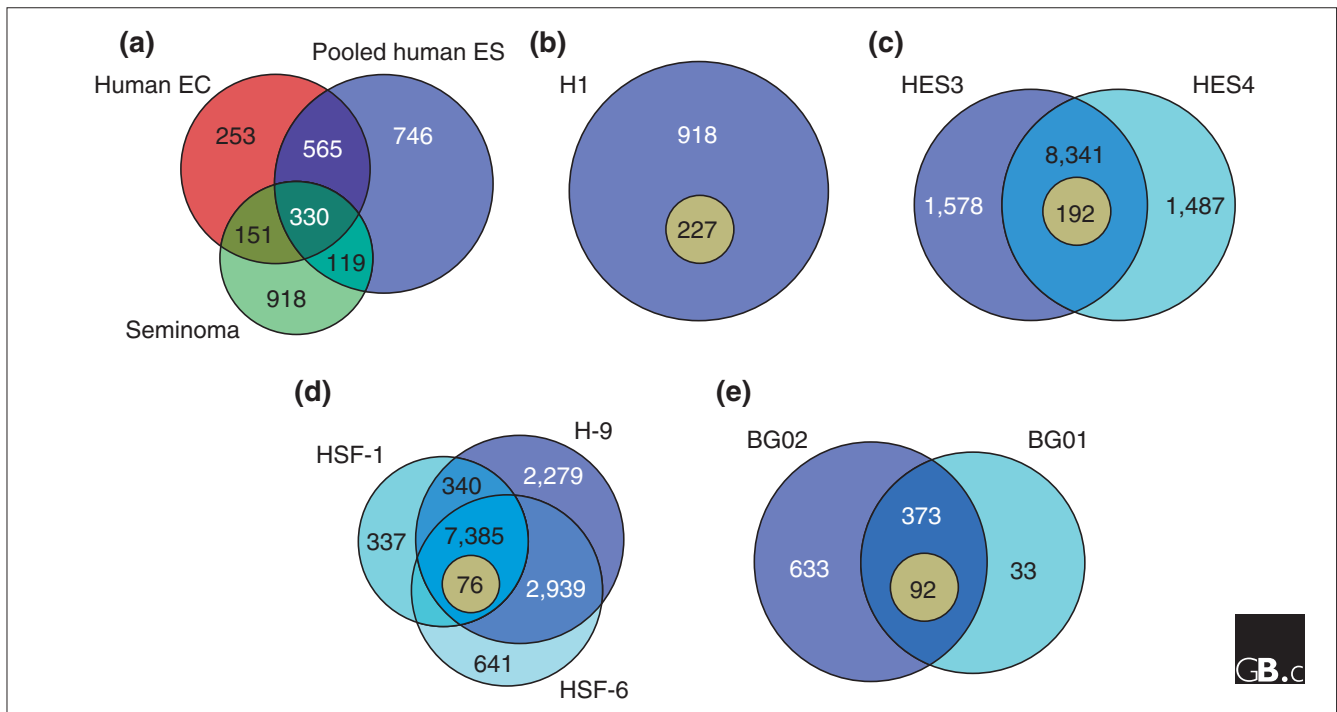 (a)
Human EC
Pooled human ES
253
565
746
330
151
119
918
Seminoma
(b)
H1
918
227
(c)
HES3
HES4
8,341
1,578
192
1,487
(d)
HSF-1
H-9
340
2,279
337
7,385
76
2,939
641
HSF-6
(e)
BG02
BG01
373
633
92
33
GB.c